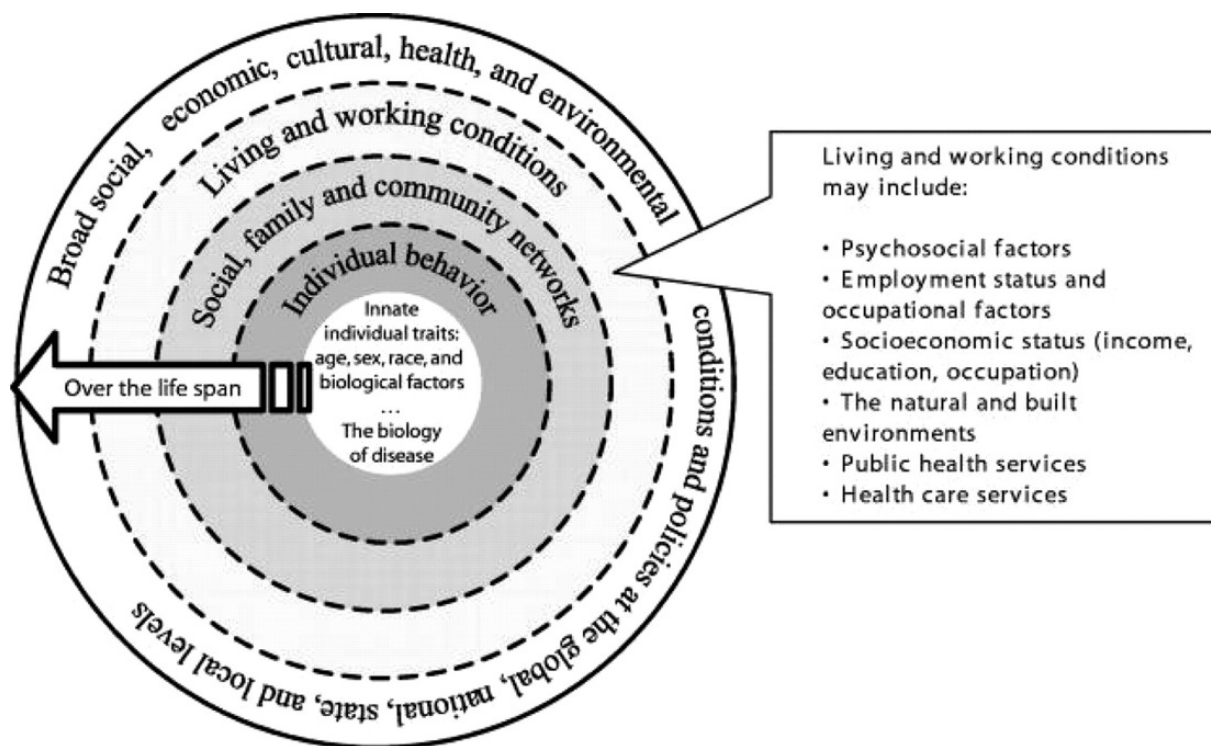 Broad social, economic, cultural, health, and environmental
conditions and policies at the global, national, state, and local levels
Living and working conditions
Social, family and community networks
Individual behavior
Innate
individual traits:
age, sex, race, and
biological factors
...
The biology
of disease
Over the life span
Living and working conditions
may include:
• Psychosocial factors
• Employment status and
occupational factors
• Socioeconomic status (income,
education, occupation)
• The natural and built
environments
• Public health services
• Health care services